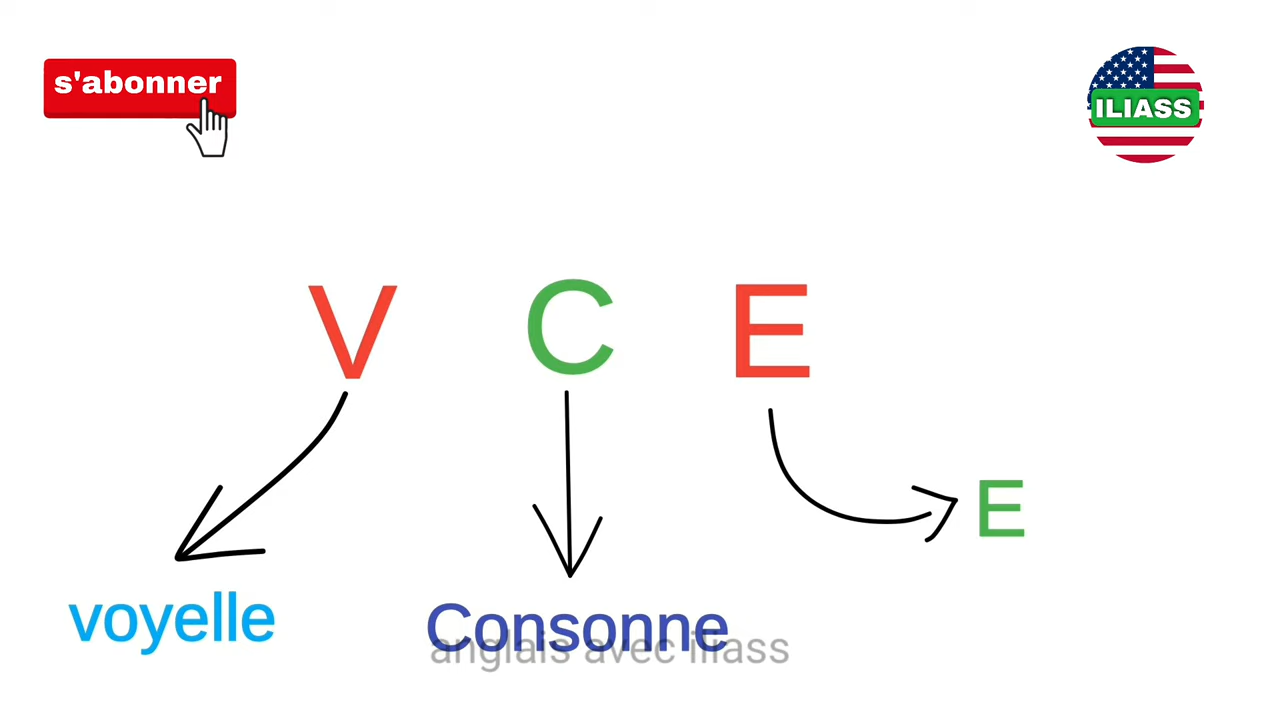 s'abonner
ILIASS
V C E
E
voyelle
Consonne
anglais avec iliass